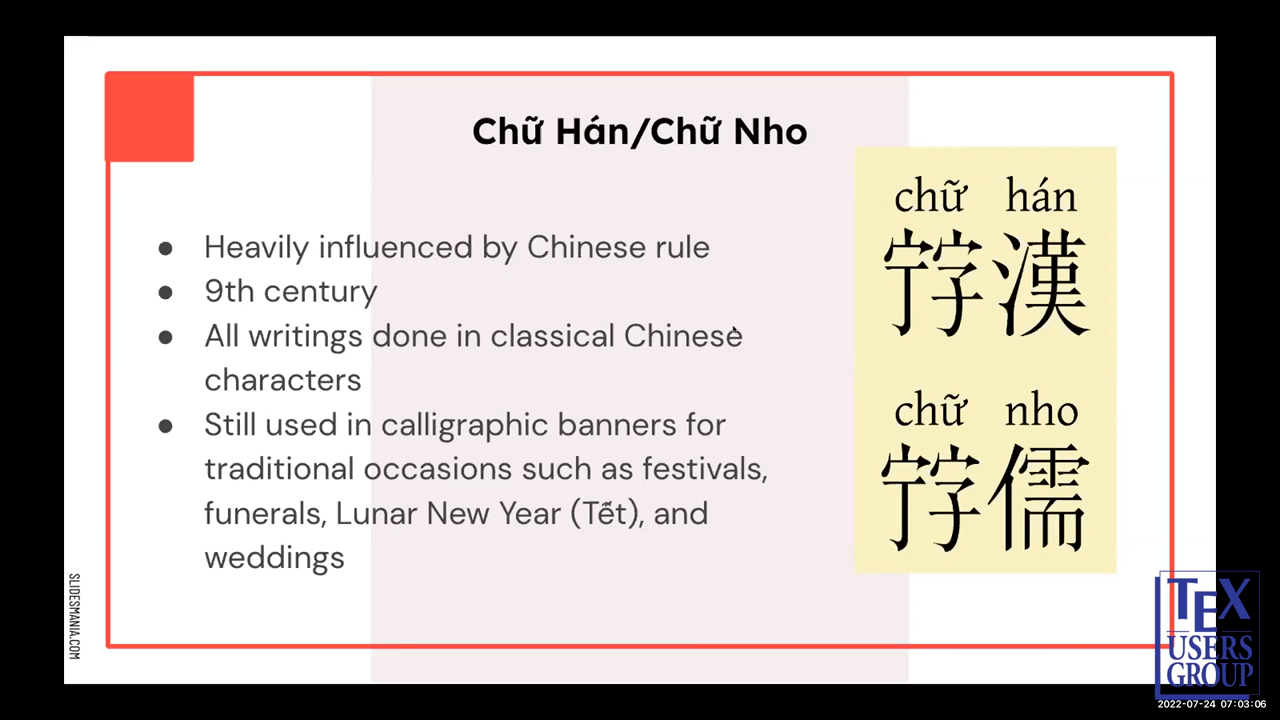 Chữ Hán/Chữ Nho
● Heavily influenced by Chinese rule
● 9th century
● All writings done in classical Chinese
characters
● Still used in calligraphic banners for
traditional occasions such as festivals,
funerals, Lunar New Year (Tết), and
weddings
chữ hán
𡨸漢
chữ nho
𡨸儒
SLIDESMANIA.COM
TEX
USERS
GROUP
2022-07-24 07:03:06